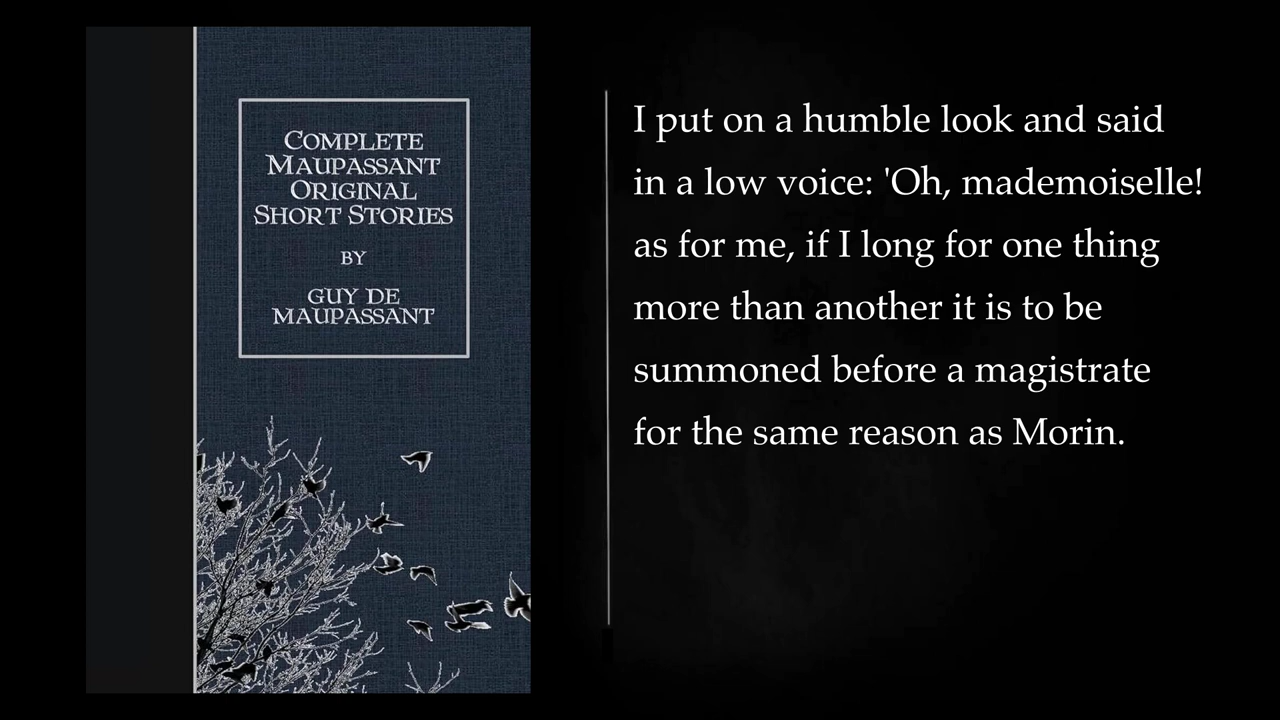 COMPLETE
MAUPASSANT
ORIGINAL
SHORT STORIES
BY
GUY DE
MAUPASSANT
I put on a humble look and said
in a low voice: 'Oh, mademoiselle!
as for me, if I long for one thing
more than another it is to be
summoned before a magistrate
for the same reason as Morin.